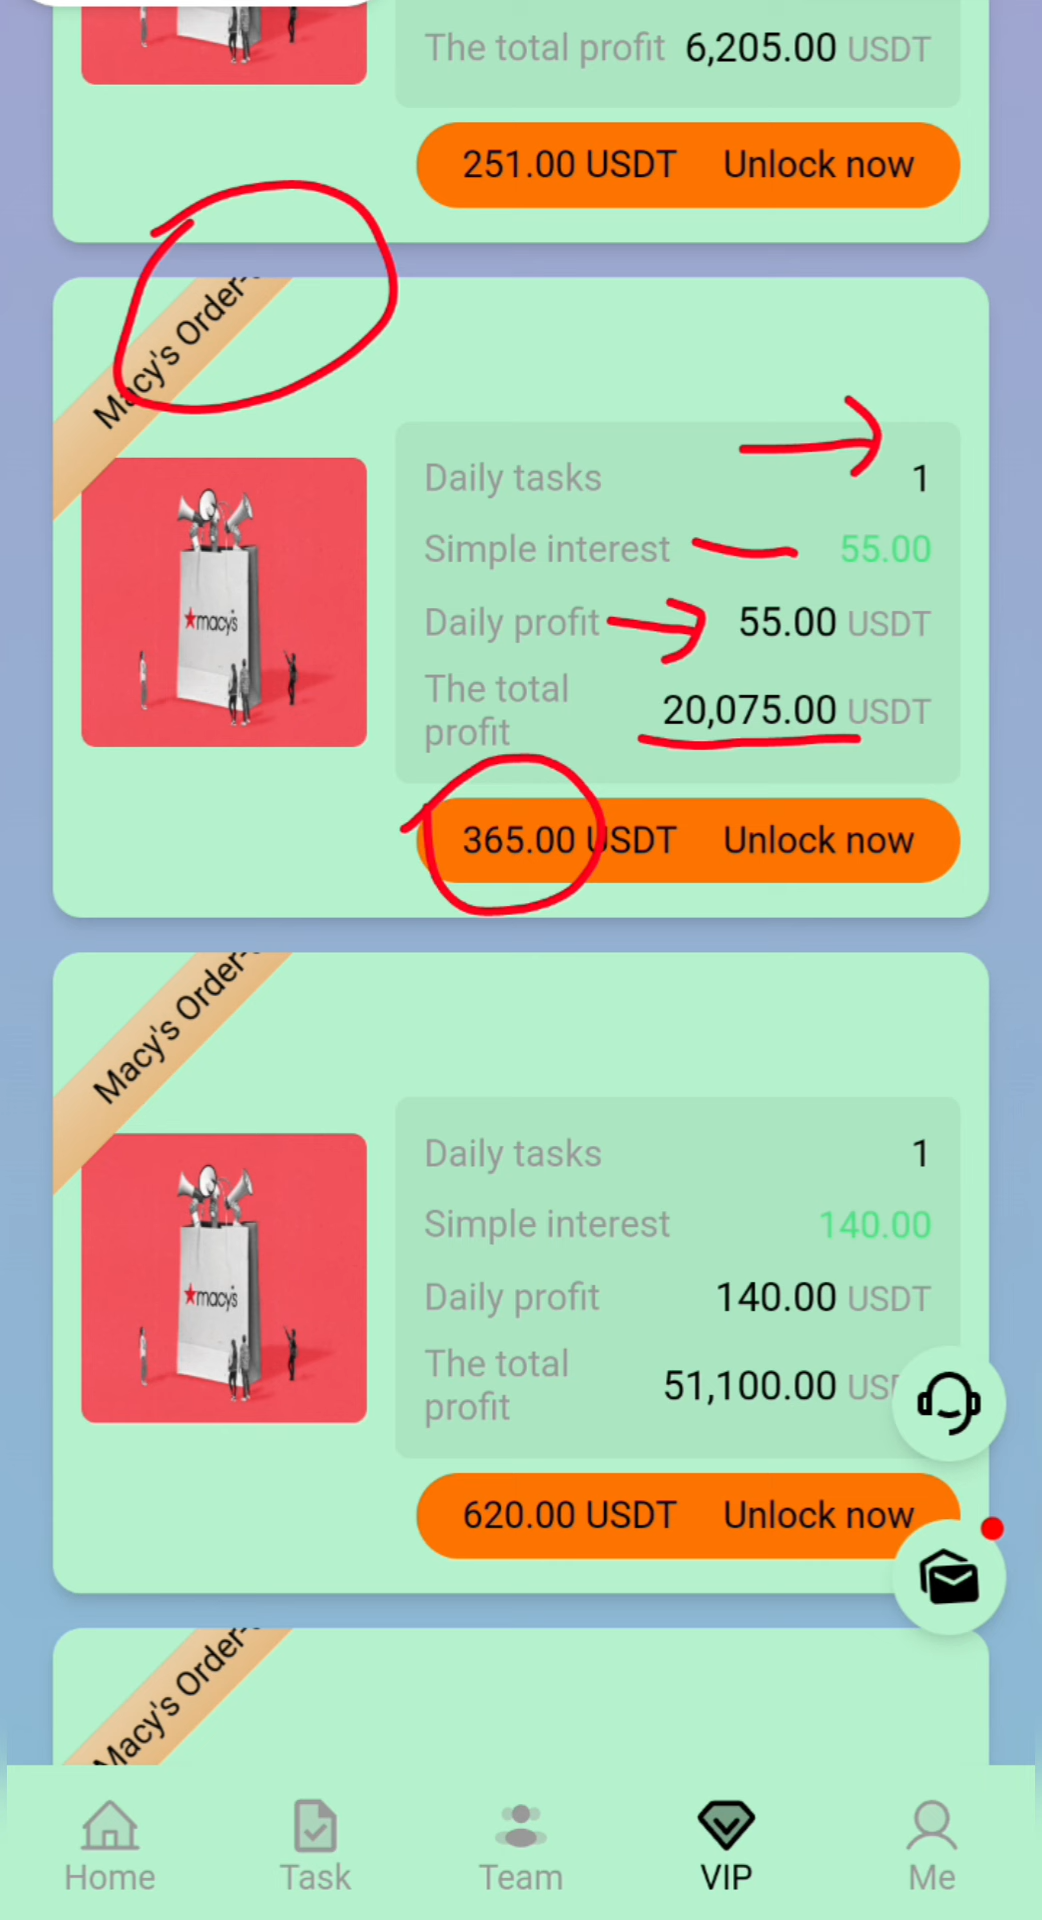 The total profit 6,205.00 USDT
251.00 USDT Unlock now
Macy's Order-
Daily tasks 1
Simple interest 55.00
macy's
Daily profit 55.00 USDT
The total
profit 20,075.00 USDT
365.00 USDT Unlock now
Macy's Order-
Daily tasks 1
Simple interest 140.00
macy's
Daily profit 140.00 USDT
The total
profit 51,100.00 USD
620.00 USDT Unlock now
Macy's Order-
Home Task Team VIP Me